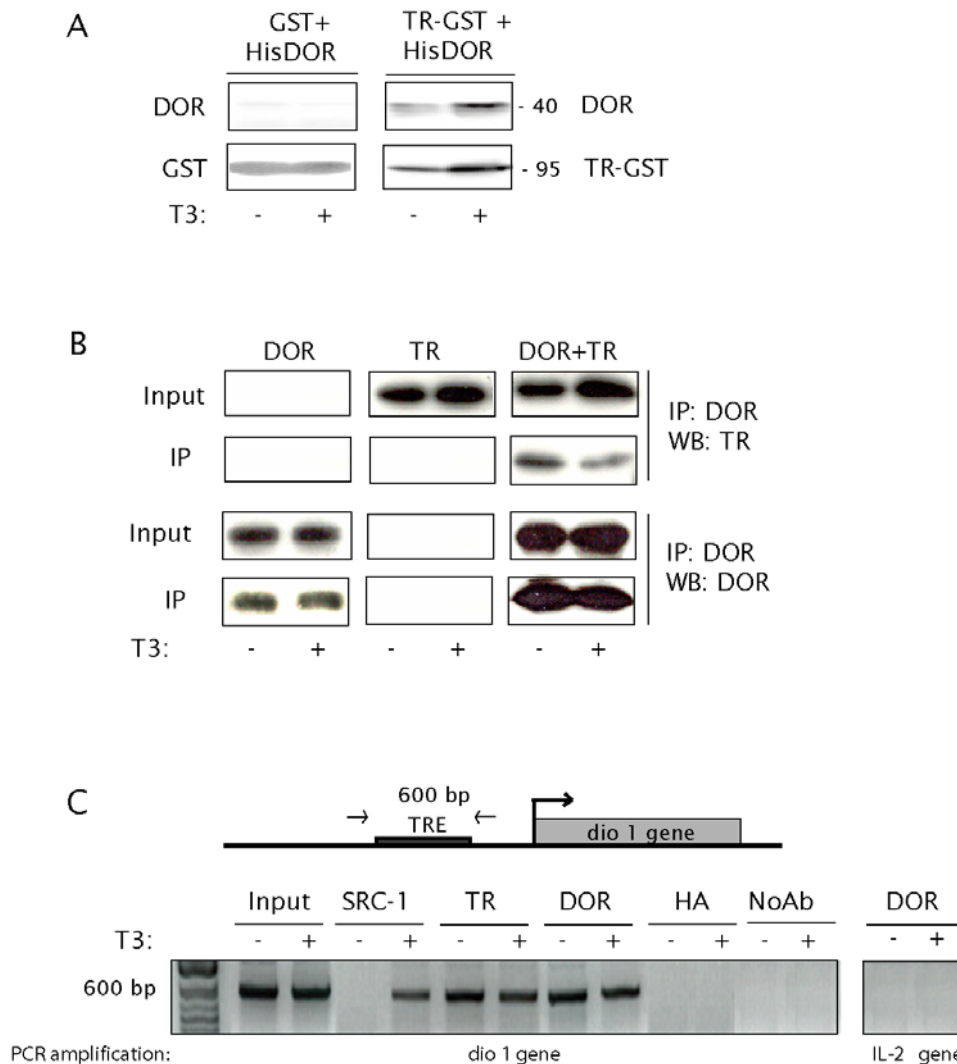 A
GST+ HisDOR
TR-GST + HisDOR
DOR - 40 DOR
GST - 95 TR-GST
T3: - + - +
B
DOR TR DOR+TR
Input
IP
IP: DOR
WB: TR
Input
IP
IP: DOR
WB: DOR
T3: - + - + - +
C
600 bp
→ TRE ←
dio 1 gene
Input SRC-1 TR DOR HA NoAb DOR
T3: - + - + - + - + - + - + - +
600 bp
PCR amplification: dio 1 gene IL-2 gene